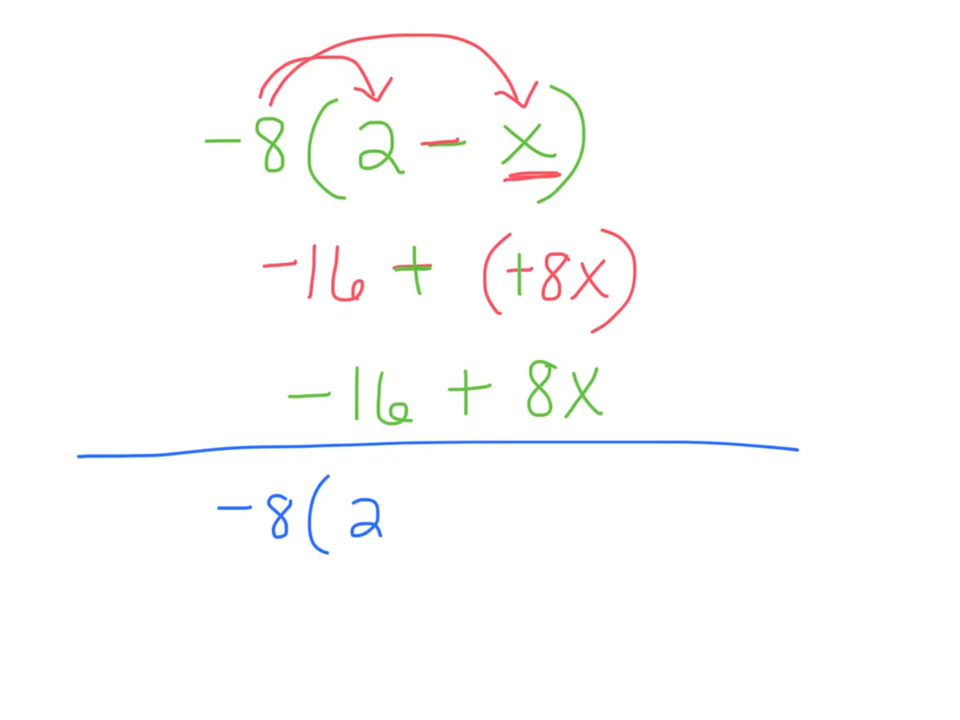 -8(2 - x)
-16 + (+8x)
-16 + 8x
-8(2